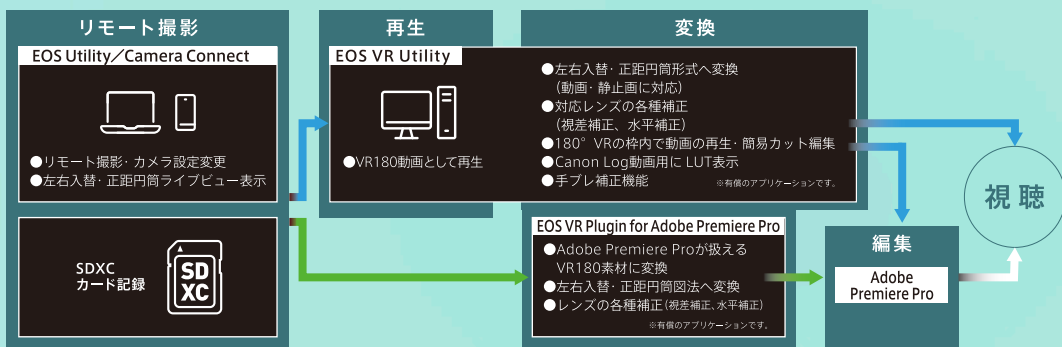 リモート撮影
EOS Utility／Camera Connect
●リモート撮影・カメラ設定変更
●左右入替・正距円筒ライブビュー表示
SDXC
カード記録
SD
XC
再生
変換
EOS VR Utility
●VR180動画として再生
●左右入替・正距円筒形式へ変換
(動画・静止画に対応)
●対応レンズの各種補正
(視差補正、水平補正)
●180°VRの枠内で動画の再生・簡易カット編集
●Canon Log動画用に LUT表示
●手ブレ補正機能
※有償のアプリケーションです。
EOS VR Plugin for Adobe Premiere Pro
●Adobe Premiere Proが扱える
VR180素材に変換
●左右入替・正距円筒図法へ変換
●レンズの各種補正(視差補正、水平補正)
※有償のアプリケーションです。
編集
Adobe
Premiere Pro
視聴